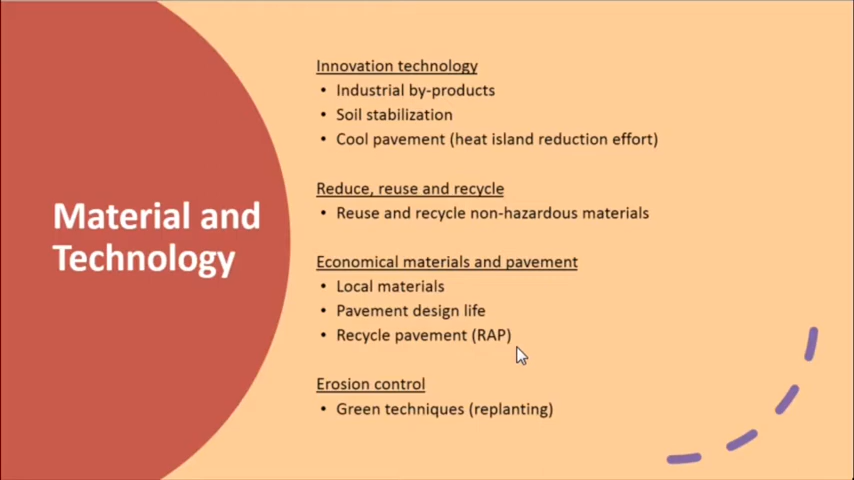 Material and
Technology
Innovation technology
• Industrial by-products
• Soil stabilization
• Cool pavement (heat island reduction effort)
Reduce, reuse and recycle
• Reuse and recycle non-hazardous materials
Economical materials and pavement
• Local materials
• Pavement design life
• Recycle pavement (RAP)
Erosion control
• Green techniques (replanting)